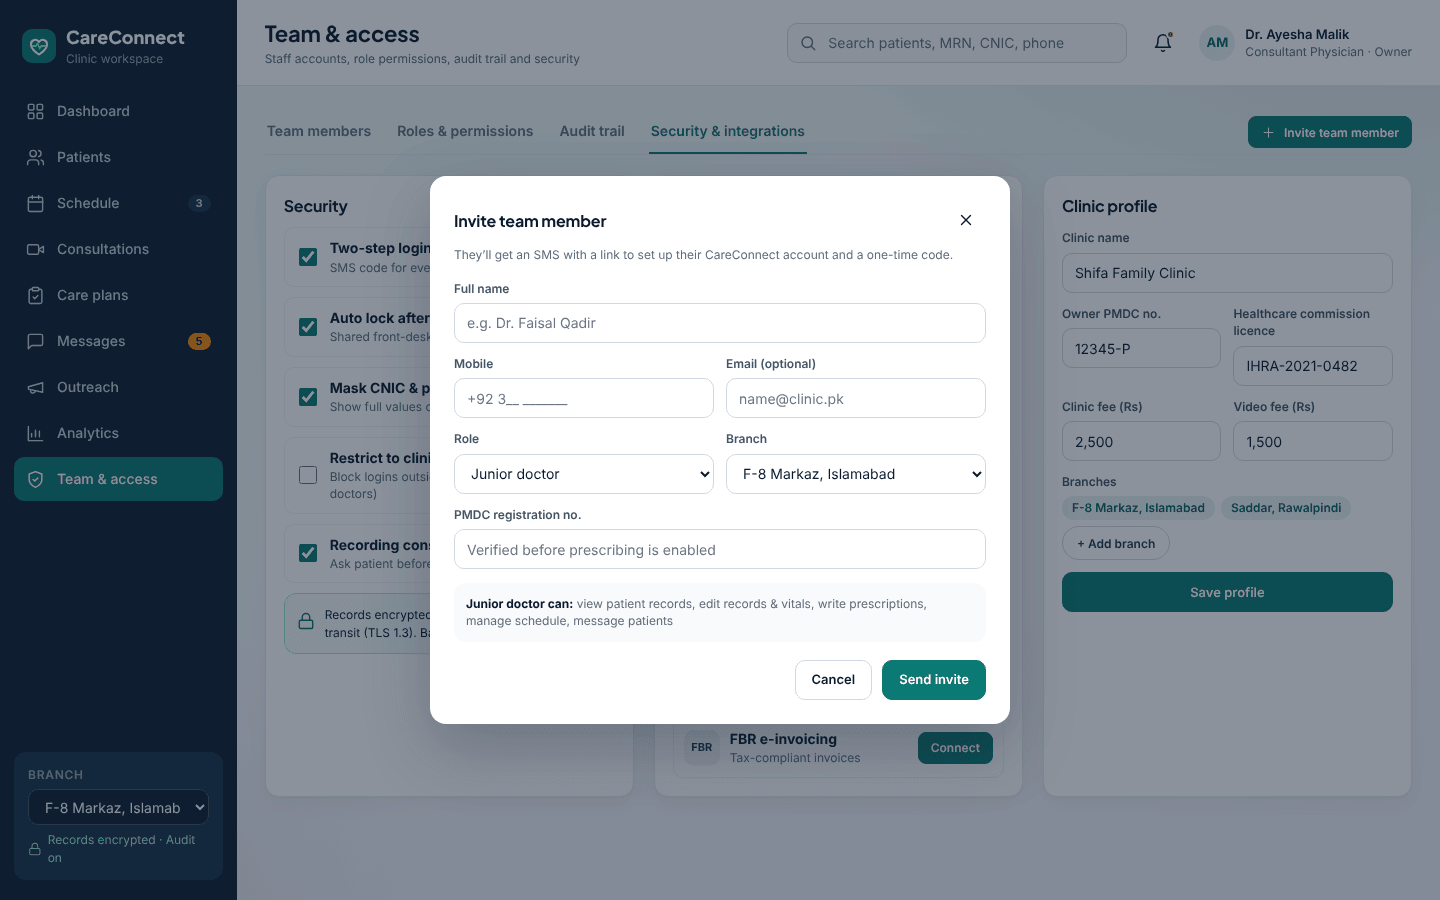 CareConnect
Clinic workspace
Dashboard
Patients
Schedule
3
Consultations
Care plans
Messages
5
Outreach
Analytics
Team & access
BRANCH
F-8 Markaz, Islamab
Records encrypted · Audit
on
Team & access
Staff accounts, role permissions, audit trail and security
Search patients, MRN, CNIC, phone
AM
Dr. Ayesha Malik
Consultant Physician · Owner
Team members
Roles & permissions
Audit trail
Security & integrations
+ Invite team member
Security
Two-step login
SMS code for eve
Auto lock after
Shared front-desk
Mask CNIC & p
Show full values
Restrict to clini
Block logins outsi
doctors)
Recording cons
Ask patient before
Records encrypted
transit (TLS 1.3). Ba
Invite team member
They'll get an SMS with a link to set up their CareConnect account and a one-time code.
Full name
e.g. Dr. Faisal Qadir
Mobile
Email (optional)
+92 3__ _______
name@clinic.pk
Role
Branch
Junior doctor
F-8 Markaz, Islamabad
PMDC registration no.
Verified before prescribing is enabled
Junior doctor can: view patient records, edit records & vitals, write prescriptions,
manage schedule, message patients
Cancel
Send invite
FBR
FBR e-invoicing
Tax-compliant invoices
Connect
Clinic profile
Clinic name
Shifa Family Clinic
Owner PMDC no.
Healthcare commission
licence
12345-P
IHRA-2021-0482
Clinic fee (Rs)
Video fee (Rs)
2,500
1,500
Branches
F-8 Markaz, Islamabad
Saddar, Rawalpindi
+ Add branch
Save profile